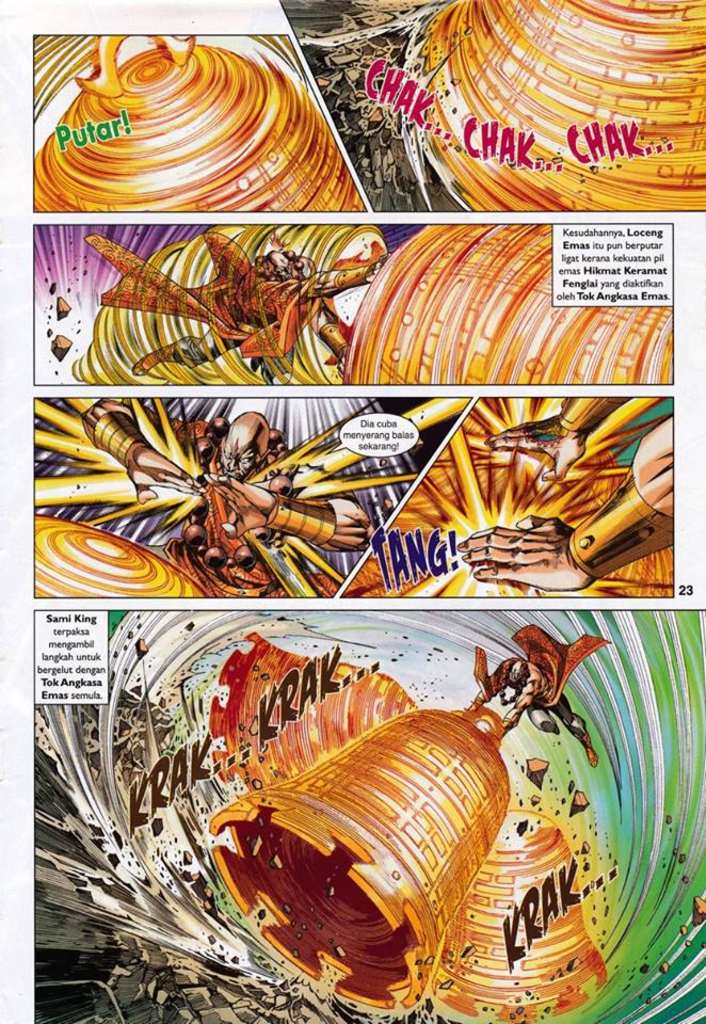 Putar!
CHAK... CHAK... CHAK...
Kesudahannya, Loceng
Emas itu pun berputar
ligat kerana kekuatan pil
emas Hikmat Keramat
Fenglai yang diaktifkan
oleh Tok Angkasa Emas.
Dia cuba
menyerang balas
sekarang!
TANG!
23
Sami King
terpaksa
mengambil
langkah untuk
bergelut dengan
Tok Angkasa
Emas semula.
KRAK... KRAK...
KRAK...